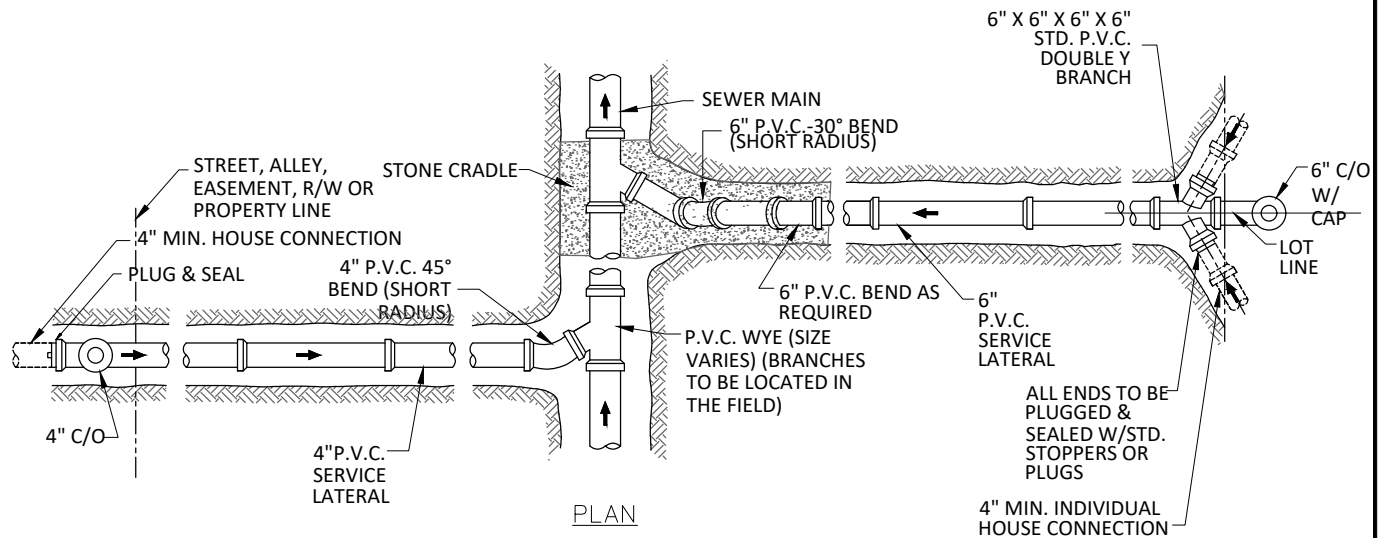 6" X 6" X 6" X 6"
STD. P.V.C.
DOUBLE Y
BRANCH
SEWER MAIN
6" P.V.C.-30° BEND
(SHORT RADIUS)
STREET, ALLEY,
EASEMENT, R/W OR
PROPERTY LINE
STONE CRADLE
6" C/O
W/
CAP
4" MIN. HOUSE CONNECTION
PLUG & SEAL
4" P.V.C. 45°
BEND (SHORT
RADIUS)
LOT
LINE
6" P.V.C. BEND AS
REQUIRED
6"
P.V.C.
SERVICE
LATERAL
P.V.C. WYE (SIZE
VARIES) (BRANCHES
TO BE LOCATED IN
THE FIELD)
ALL ENDS TO BE
PLUGGED &
SEALED W/STD.
STOPPERS OR
PLUGS
4" C/O
4"P.V.C.
SERVICE
LATERAL
4" MIN. INDIVIDUAL
HOUSE CONNECTION
PLAN